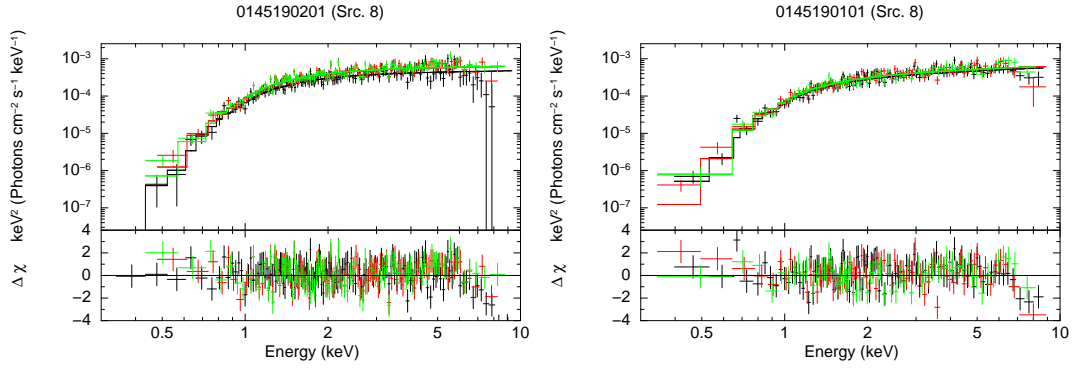 0145190201 (Src. 8)
keV² (Photons cm⁻² s⁻¹ keV⁻¹)
10⁻³
10⁻⁴
10⁻⁵
10⁻⁶
10⁻⁷
Δ χ
4
2
0
−2
−4
0.5 1 2 5 10
Energy (keV)
0145190101 (Src. 8)
keV² (Photons cm⁻² s⁻¹ keV⁻¹)
10⁻³
10⁻⁴
10⁻⁵
10⁻⁶
10⁻⁷
Δ χ
4
2
0
−2
−4
0.5 1 2 5 10
Energy (keV)